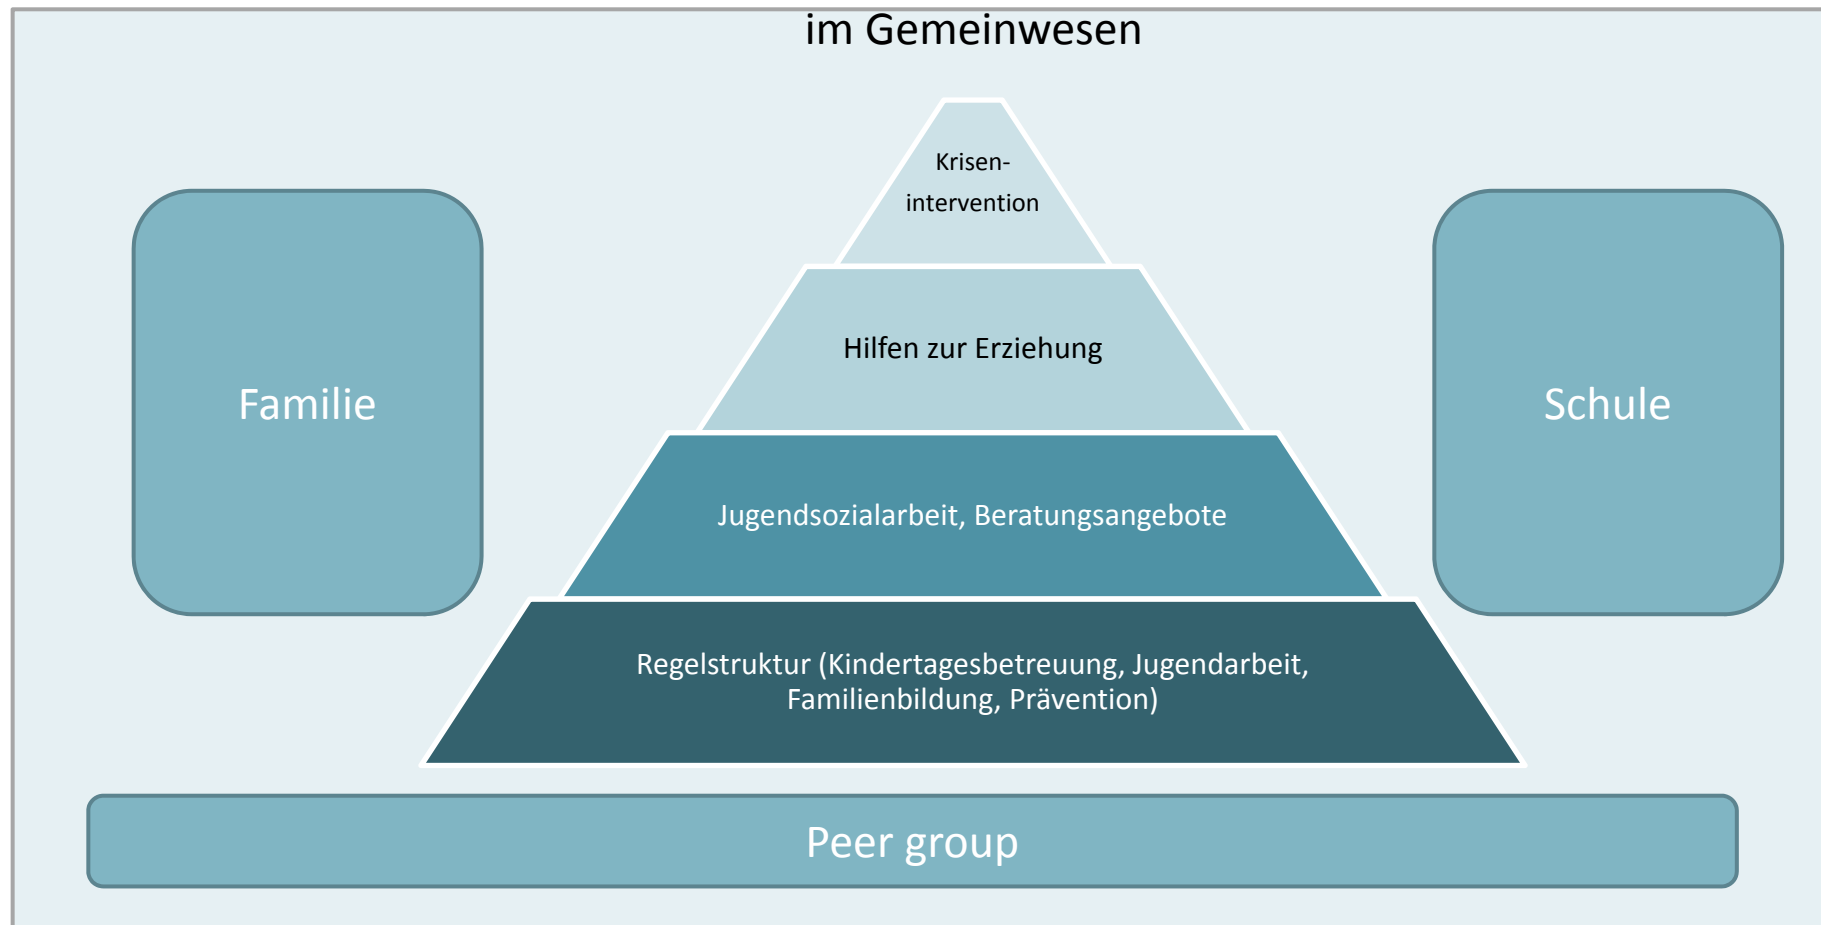 im Gemeinwesen
Krisen-
intervention
Hilfen zur Erziehung
Familie
Schule
Jugendsozialarbeit, Beratungsangebote
Regelstruktur (Kindertagesbetreuung, Jugendarbeit,
Familienbildung, Prävention)
Peer group